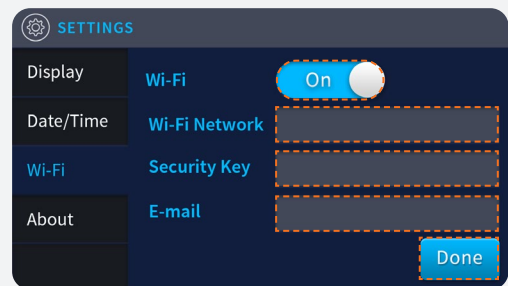 SETTINGS
Display
Date/Time
Wi-Fi
About
Wi-Fi On
Wi-Fi Network
Security Key
E-mail
Done